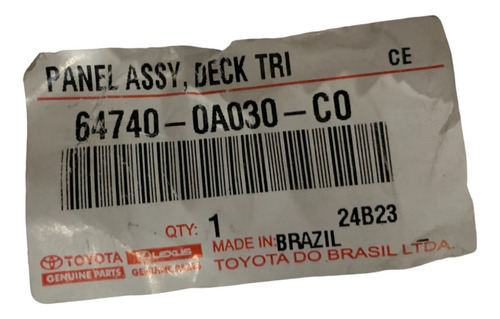 PANEL ASSY, DECK TRI CE
64740-0A030-C0
QTY: 1 24B23
MADE IN: BRAZIL
TOYOTA LEXUS
GENUINE PARTS GENUINE PARTS
TOYOTA DO BRASIL LTDA.